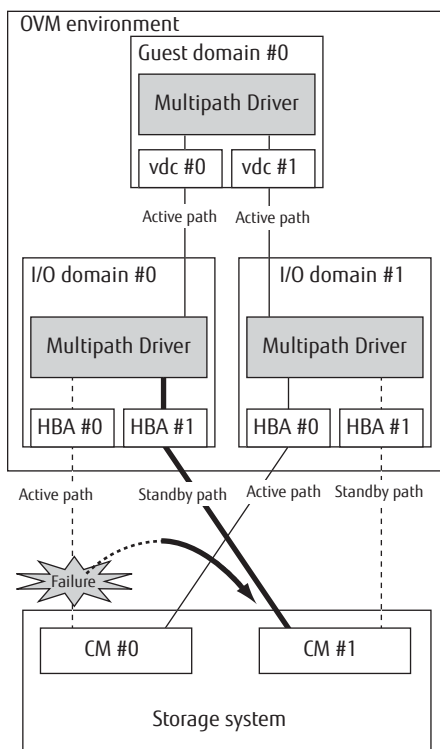 OVM environment
Guest domain #0
Multipath Driver
vdc #0
vdc #1
Active path
Active path
I/O domain #0
I/O domain #1
Multipath Driver
Multipath Driver
HBA #0
HBA #1
HBA #0
HBA #1
Active path
Standby path
Active path
Standby path
Failure
CM #0
CM #1
Storage system